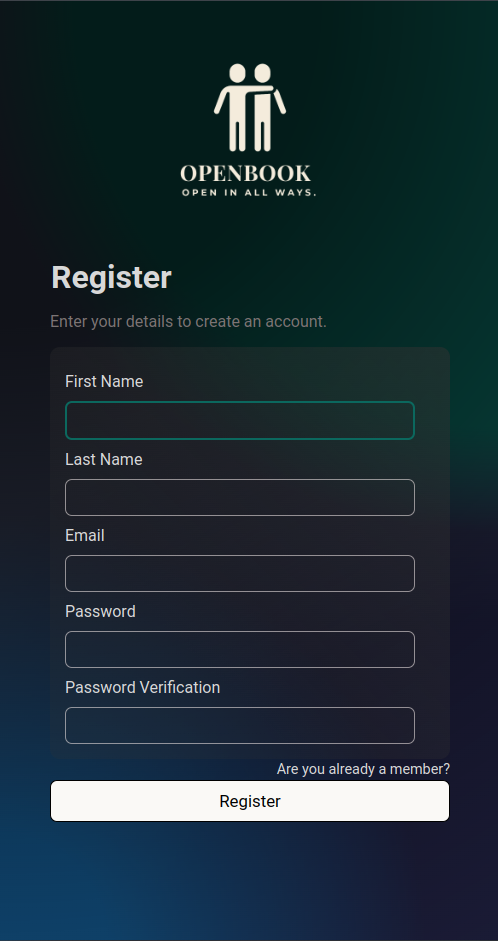 OPENBOOK
OPEN IN ALL WAYS.
Register
Enter your details to create an account.
First Name
Last Name
Email
Password
Password Verification
Are you already a member?
Register